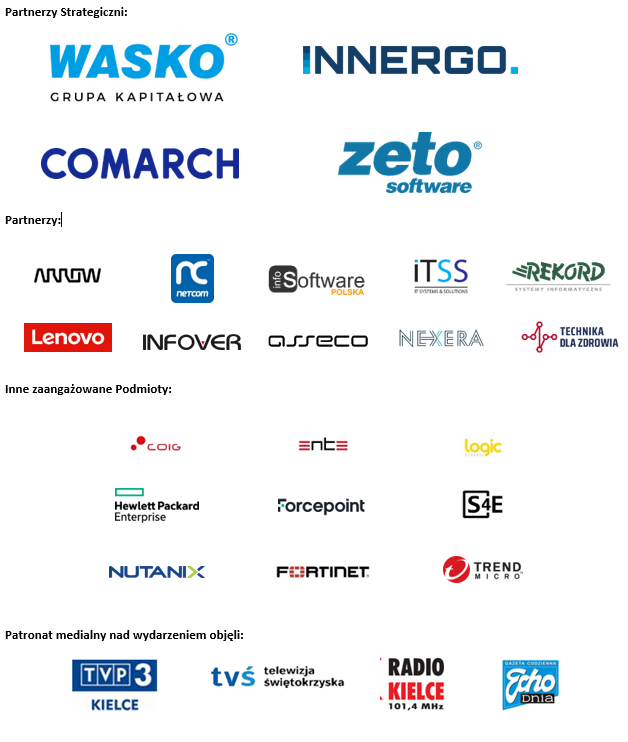 Partnerzy Strategiczni:
WASKO®
GRUPA KAPITAŁOWA
INNERGO.
COMARCH
zeto®
software
Partnerzy:
ARROW
NC
NETCOM
info Software
POLSKA
iTSS
IT SYSTEMS & SOLUTIONS
REKORD
SYSTEMY INFORMATYCZNE
Lenovo
INFOVER
asseco
NEXERA
TECHNIKA
DLA ZDROWIA
Inne zaangażowane Podmioty:
COIG
ente
logic
Hewlett Packard
Enterprise
Forcepoint
S4E
NUTANIX
FORTINET
TREND
MICRO
Patronat medialny nad wydarzeniem objęli:
TVP3
KIELCE
tvś telewizja
świętokrzyska
RADIO
KIELCE
101,4 MHz
GAZETA CODZIENNA
Echo
Dnia